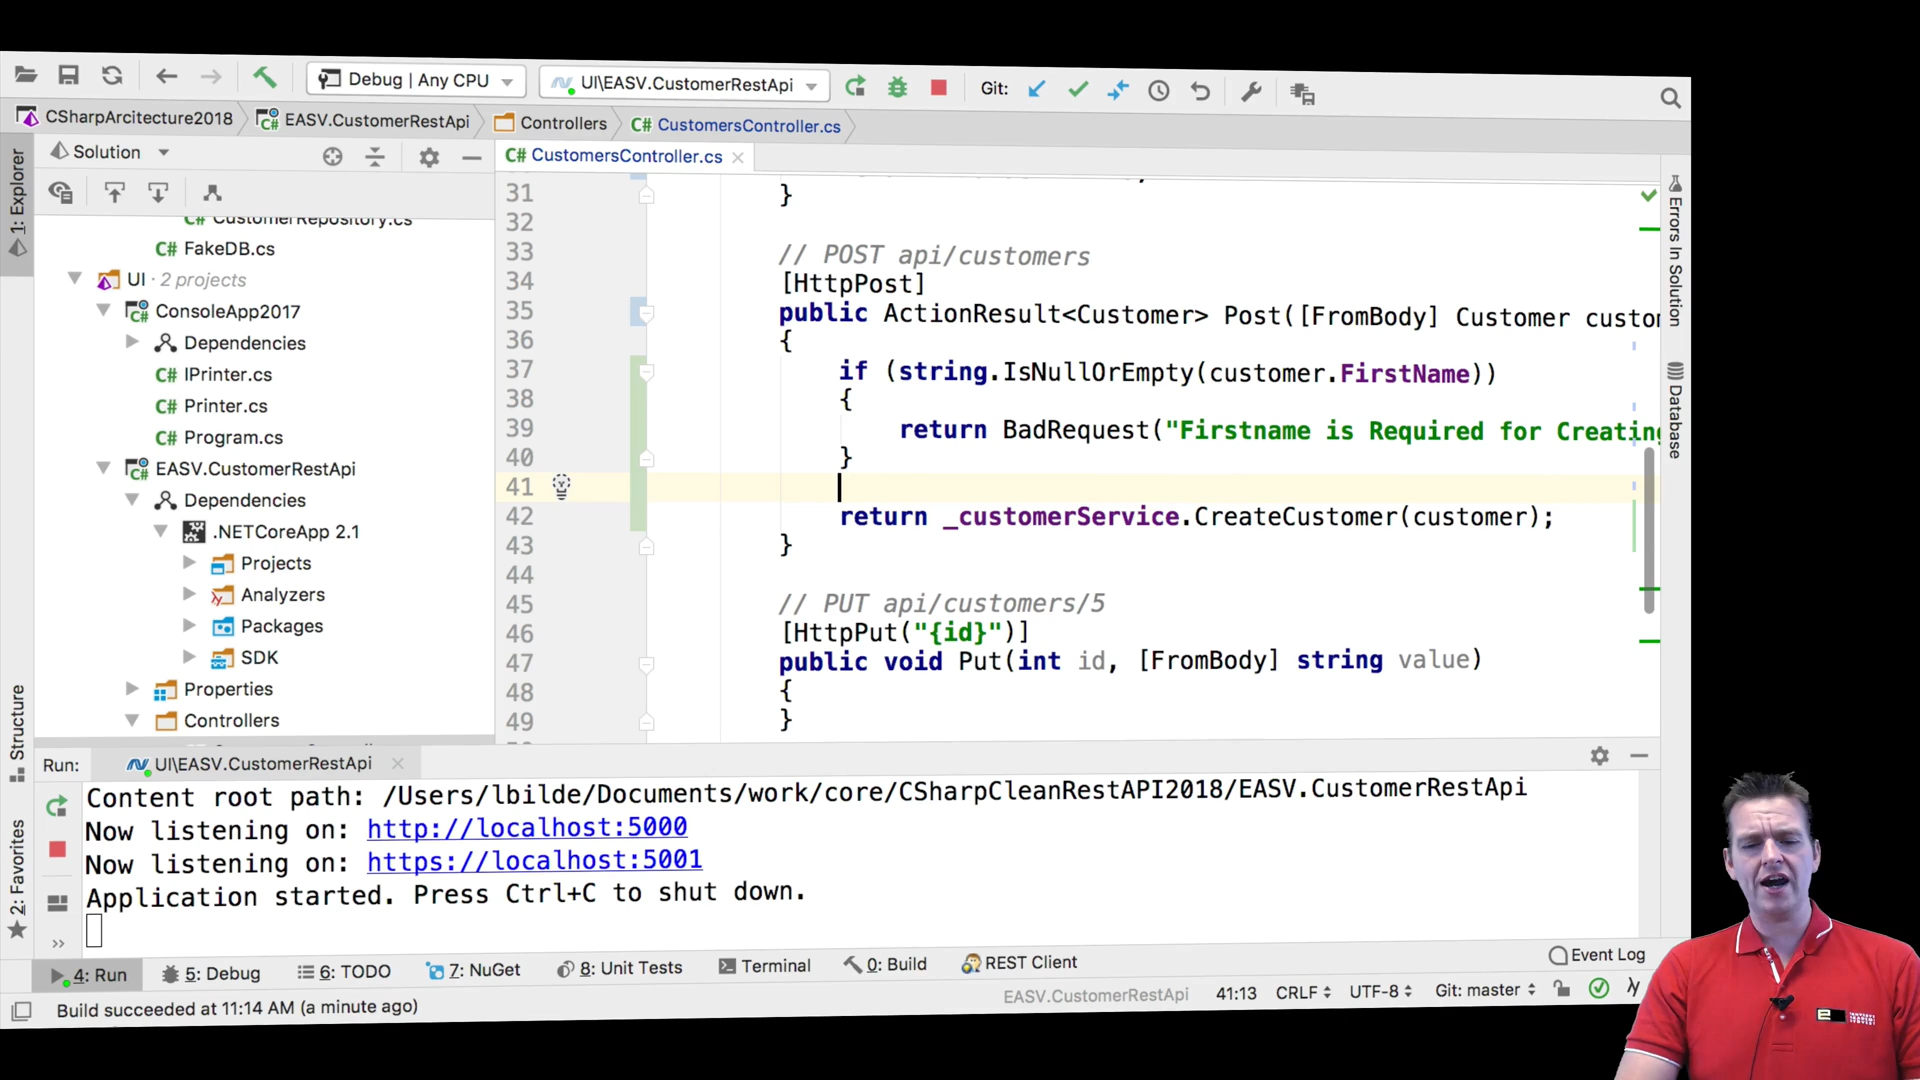 Debug | Any CPU
UI\EASV.CustomerRestApi
Git:
CSharpArcitecture2018
EASV.CustomerRestApi
Controllers
C# CustomersController.cs
1: Explorer
Solution
C# CustomersController.cs
C# CustomerRepository.cs
C# FakeDB.cs
UI · 2 projects
ConsoleApp2017
Dependencies
C# IPrinter.cs
C# Printer.cs
C# Program.cs
EASV.CustomerRestApi
Dependencies
.NETCoreApp 2.1
Projects
Analyzers
Packages
SDK
Properties
Controllers
31 }
32
33 // POST api/customers
34 [HttpPost]
35 public ActionResult<Customer> Post([FromBody] Customer custom
36 {
37 if (string.IsNullOrEmpty(customer.FirstName))
38 {
39 return BadRequest("Firstname is Required for Creating
40 }
41
42 return _customerService.CreateCustomer(customer);
43 }
44
45 // PUT api/customers/5
46 [HttpPut("{id}")]
47 public void Put(int id, [FromBody] string value)
48 {
49 }
Errors In Solution
Database
Structure
2: Favorites
Run: UI\EASV.CustomerRestApi
Content root path: /Users/lbilde/Documents/work/core/CSharpCleanRestAPI2018/EASV.CustomerRestApi
Now listening on: http://localhost:5000
Now listening on: https://localhost:5001
Application started. Press Ctrl+C to shut down.
4: Run
5: Debug
6: TODO
7: NuGet
8: Unit Tests
Terminal
0: Build
REST Client
Event Log
Build succeeded at 11:14 AM (a minute ago)
EASV.CustomerRestApi
41:13
CRLF
UTF-8
Git: master